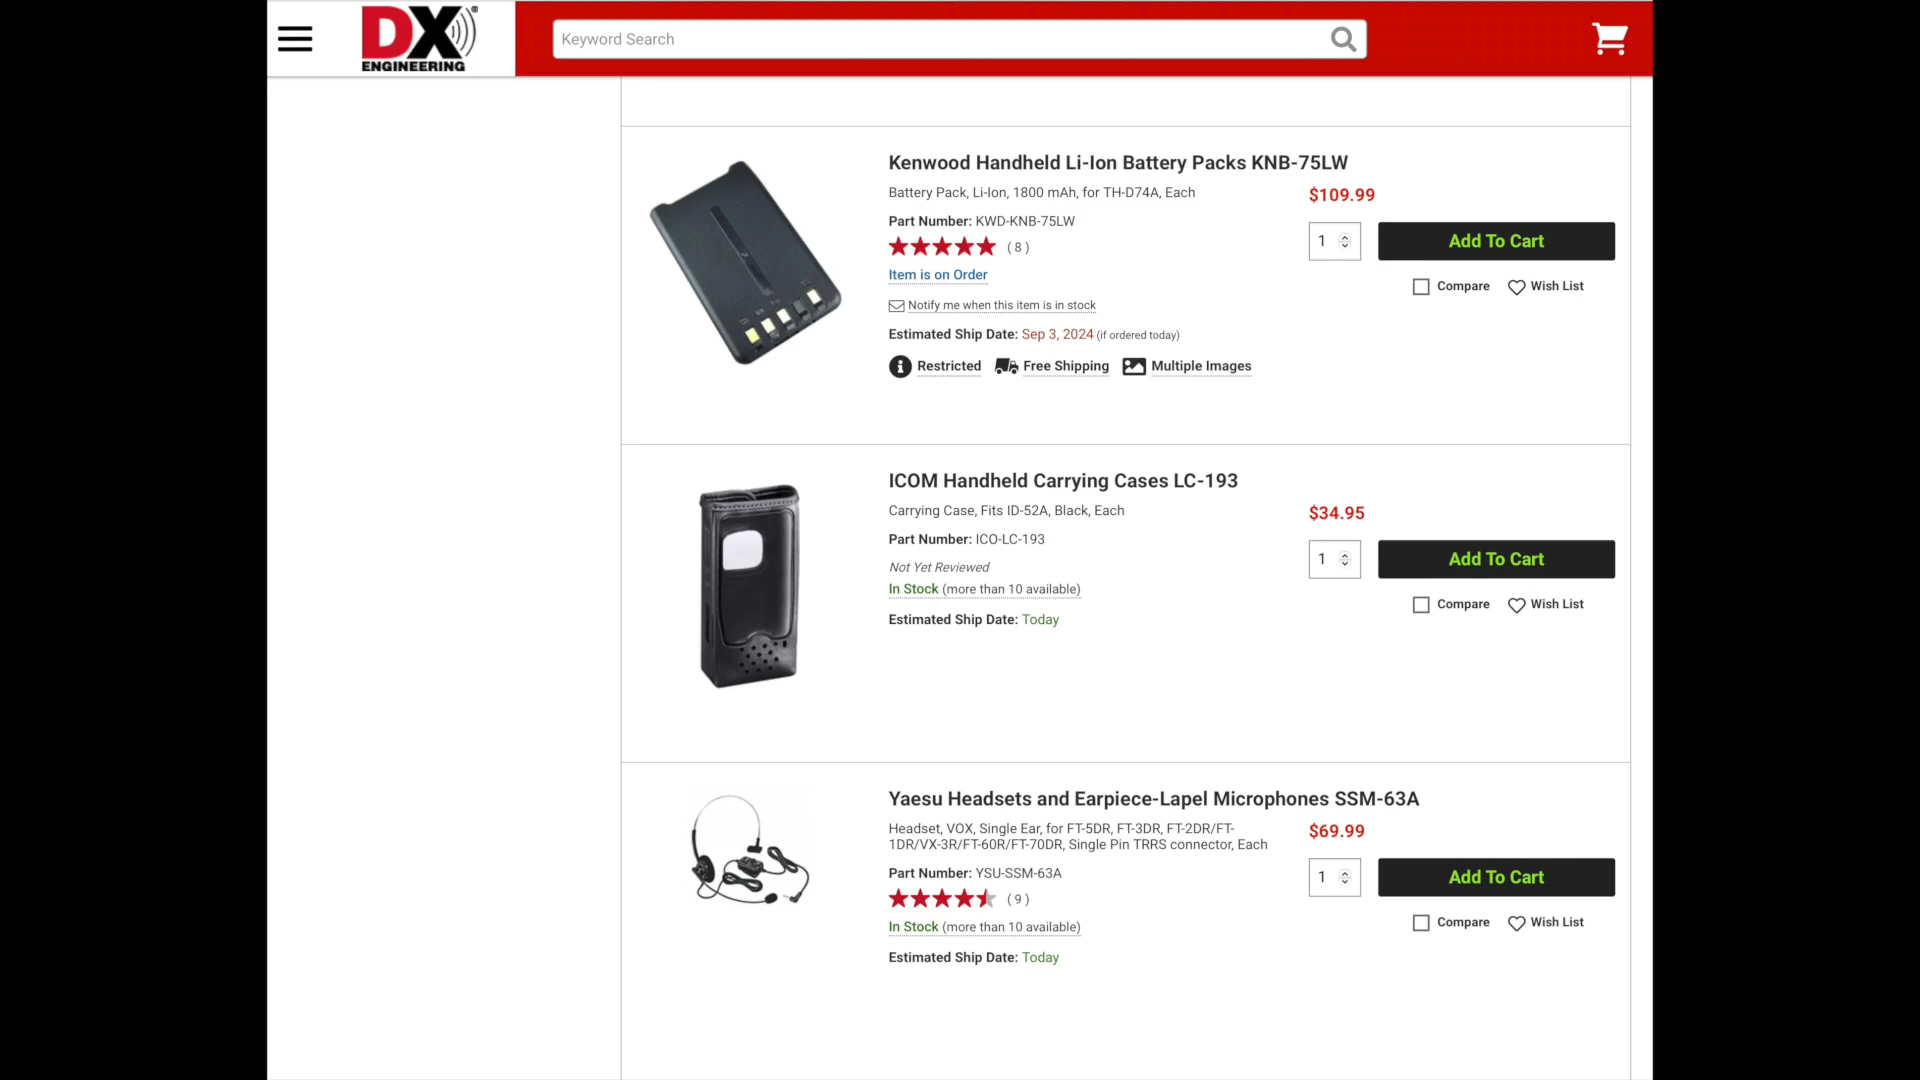 DX®
ENGINEERING
Keyword Search
Kenwood Handheld Li-Ion Battery Packs KNB-75LW
Battery Pack, Li-Ion, 1800 mAh, for TH-D74A, Each
$109.99
Part Number: KWD-KNB-75LW
1
Add To Cart
( 8 )
Item is on Order
Compare
Wish List
Notify me when this item is in stock
Estimated Ship Date: Sep 3, 2024 (if ordered today)
Restricted
Free Shipping
Multiple Images
ICOM Handheld Carrying Cases LC-193
Carrying Case, Fits ID-52A, Black, Each
$34.95
Part Number: ICO-LC-193
1
Add To Cart
Not Yet Reviewed
In Stock (more than 10 available)
Compare
Wish List
Estimated Ship Date: Today
Yaesu Headsets and Earpiece-Lapel Microphones SSM-63A
Headset, VOX, Single Ear, for FT-5DR, FT-3DR, FT-2DR/FT-
1DR/VX-3R/FT-60R/FT-70DR, Single Pin TRRS connector, Each
$69.99
Part Number: YSU-SSM-63A
1
Add To Cart
( 9 )
In Stock (more than 10 available)
Compare
Wish List
Estimated Ship Date: Today